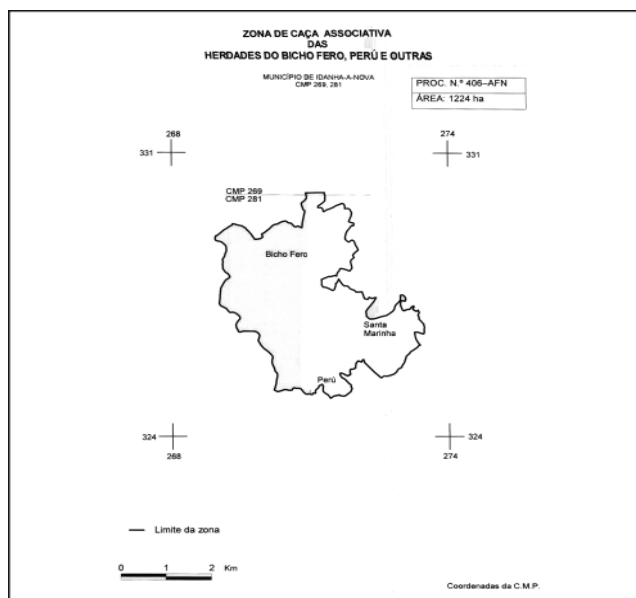 ZONA DE CAÇA ASSOCIATIVA
DAS
HERDADES DO BICHO FERO, PERÚ E OUTRAS
MUNICÍPIO DE IDANHA-A-NOVA
CMP 269, 281
PROC. N.º 406–AFN
ÁREA: 1224 ha
268
331
274
331
CMP 269
CMP 281
Bicho Fero
Santa
Marinha
Perú
324
268
324
274
Limite da zona
0 1 2 Km
Coordenadas da C.M.P.